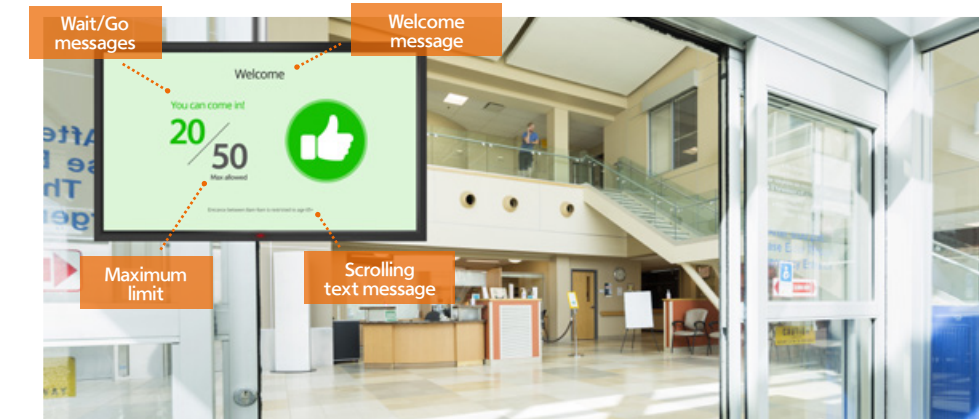 Wait/Go
messages
Welcome
message
Welcome
You can come in!
20/50
Max allowed
Maximum
limit
Scrolling
text message